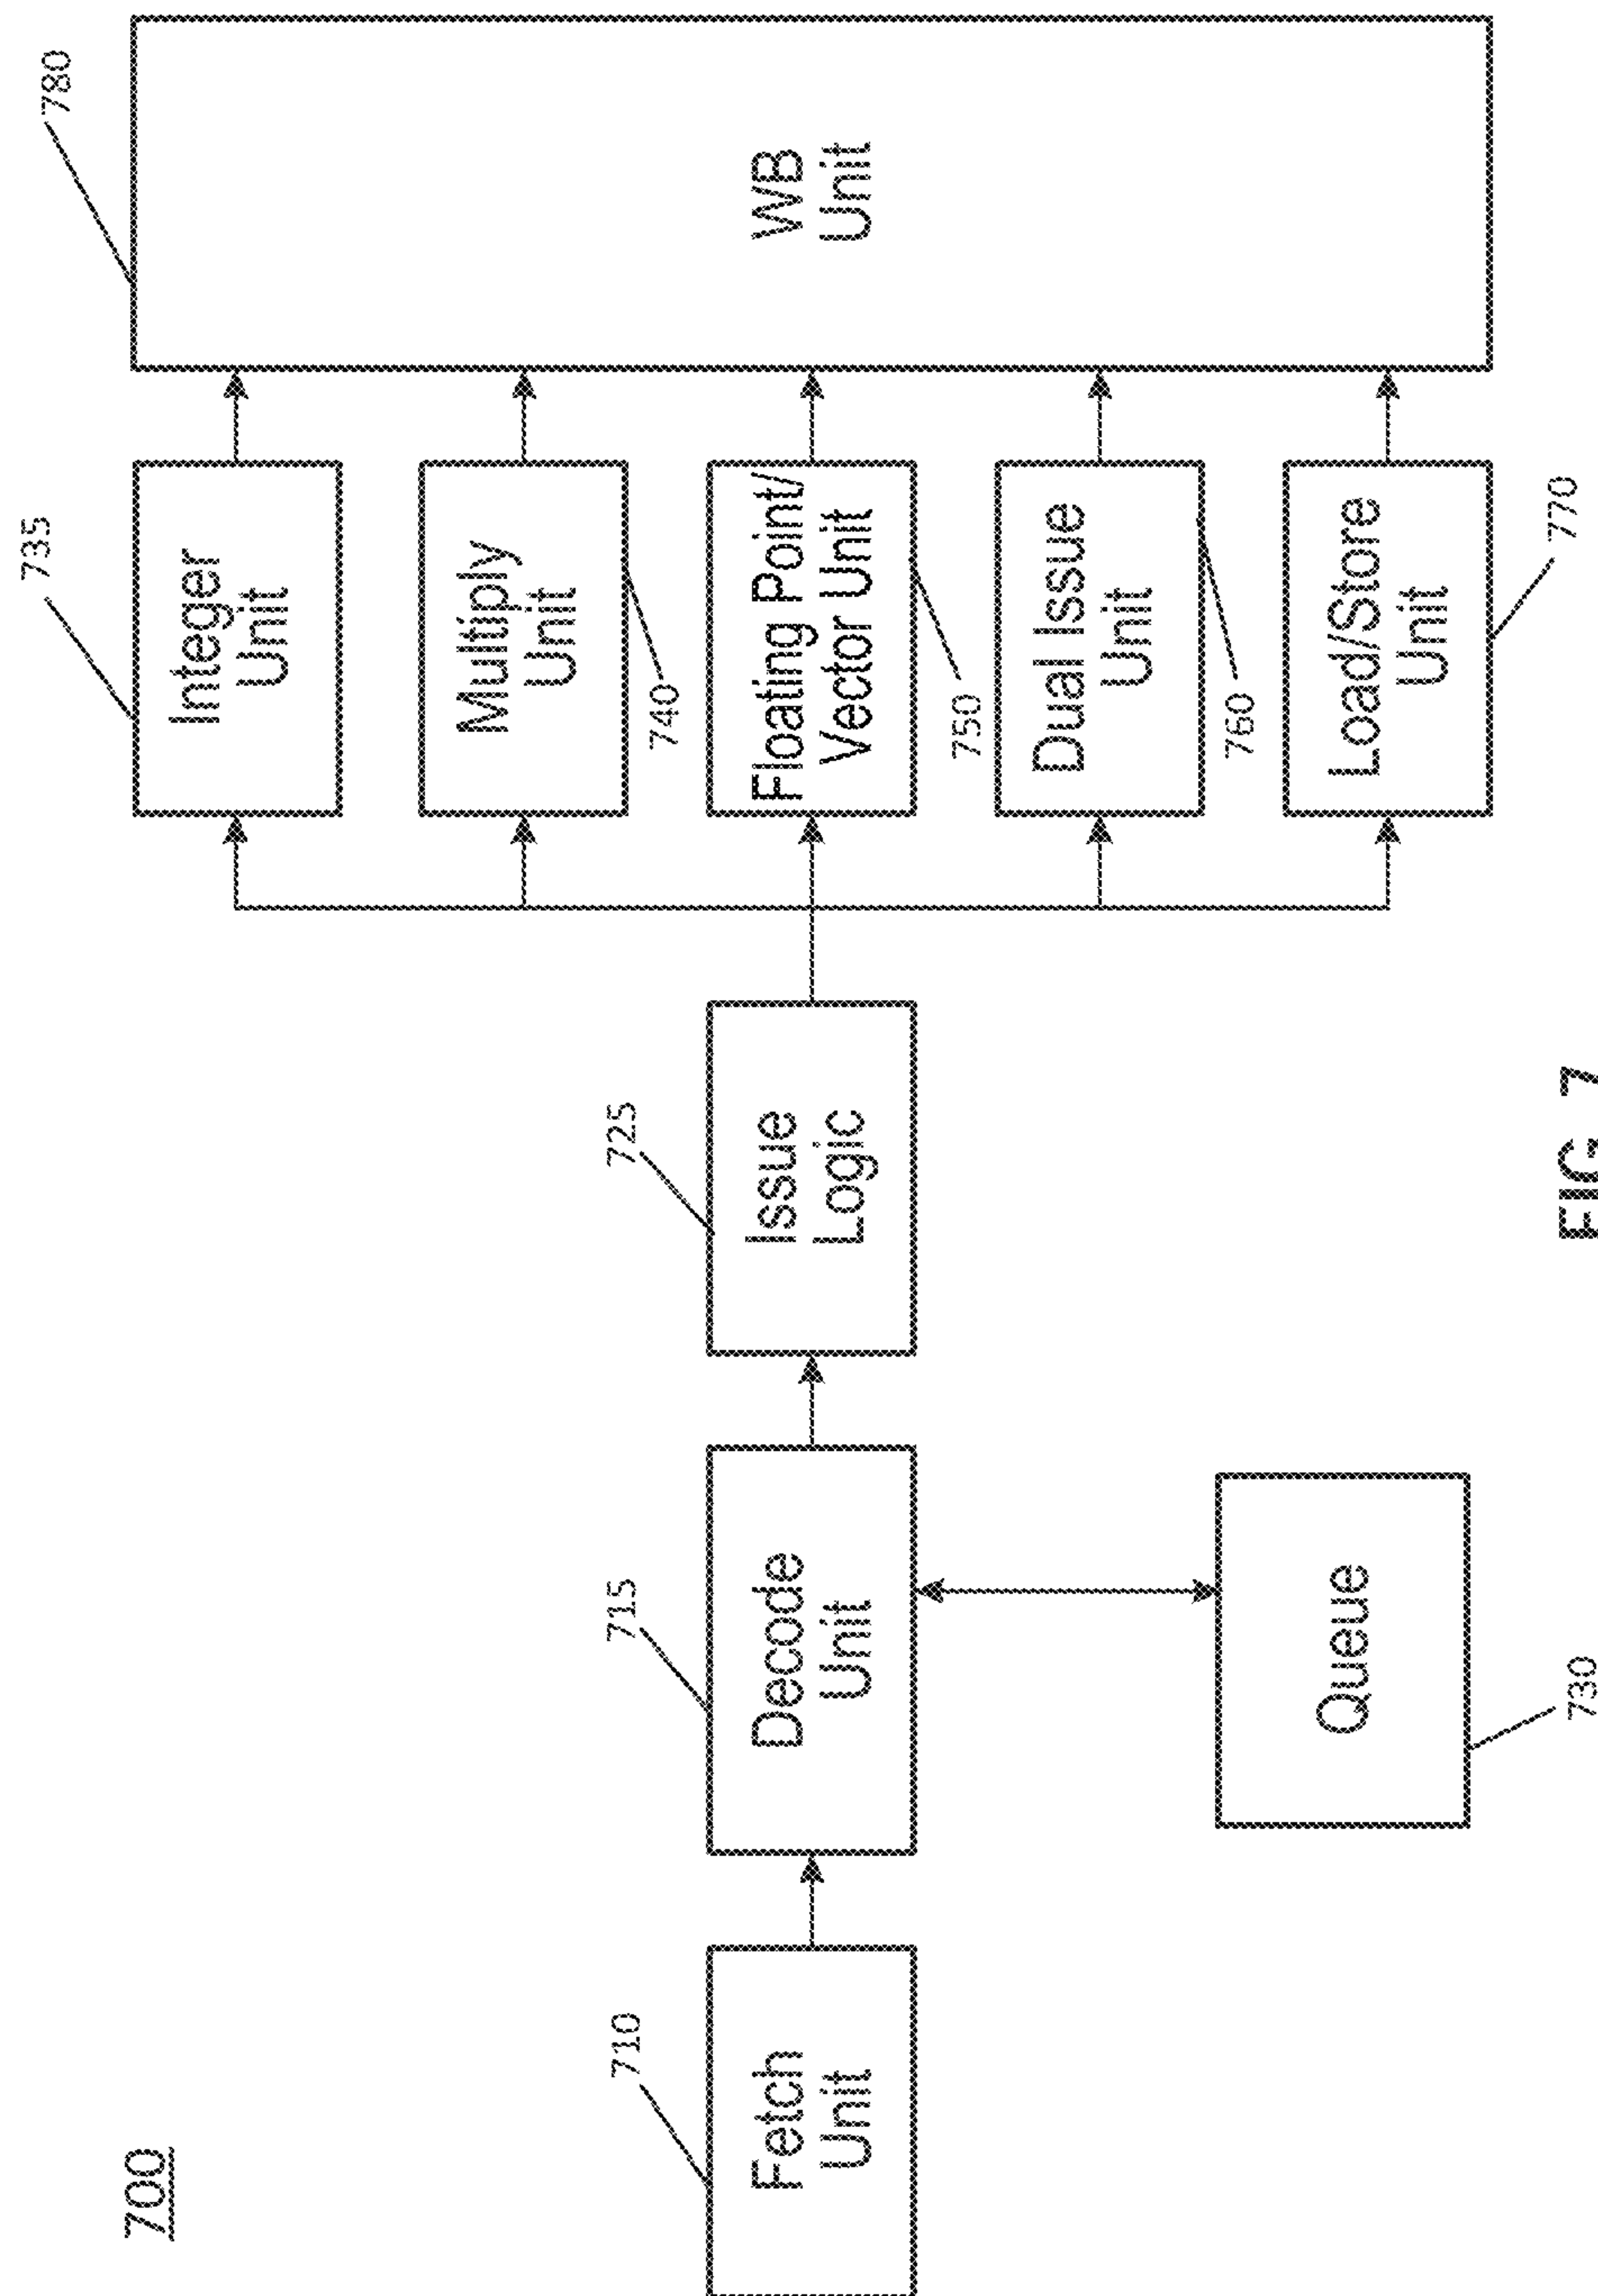 700
710
Fetch
Unit
715
Decode
Unit
Queue
730
725
Issue
Logic
735
Integer
Unit
Multiply
Unit
740
Floating Point/
Vector Unit
750
Dual Issue
Unit
760
Load/Store
Unit
770
780
WB
Unit
FIG. 7